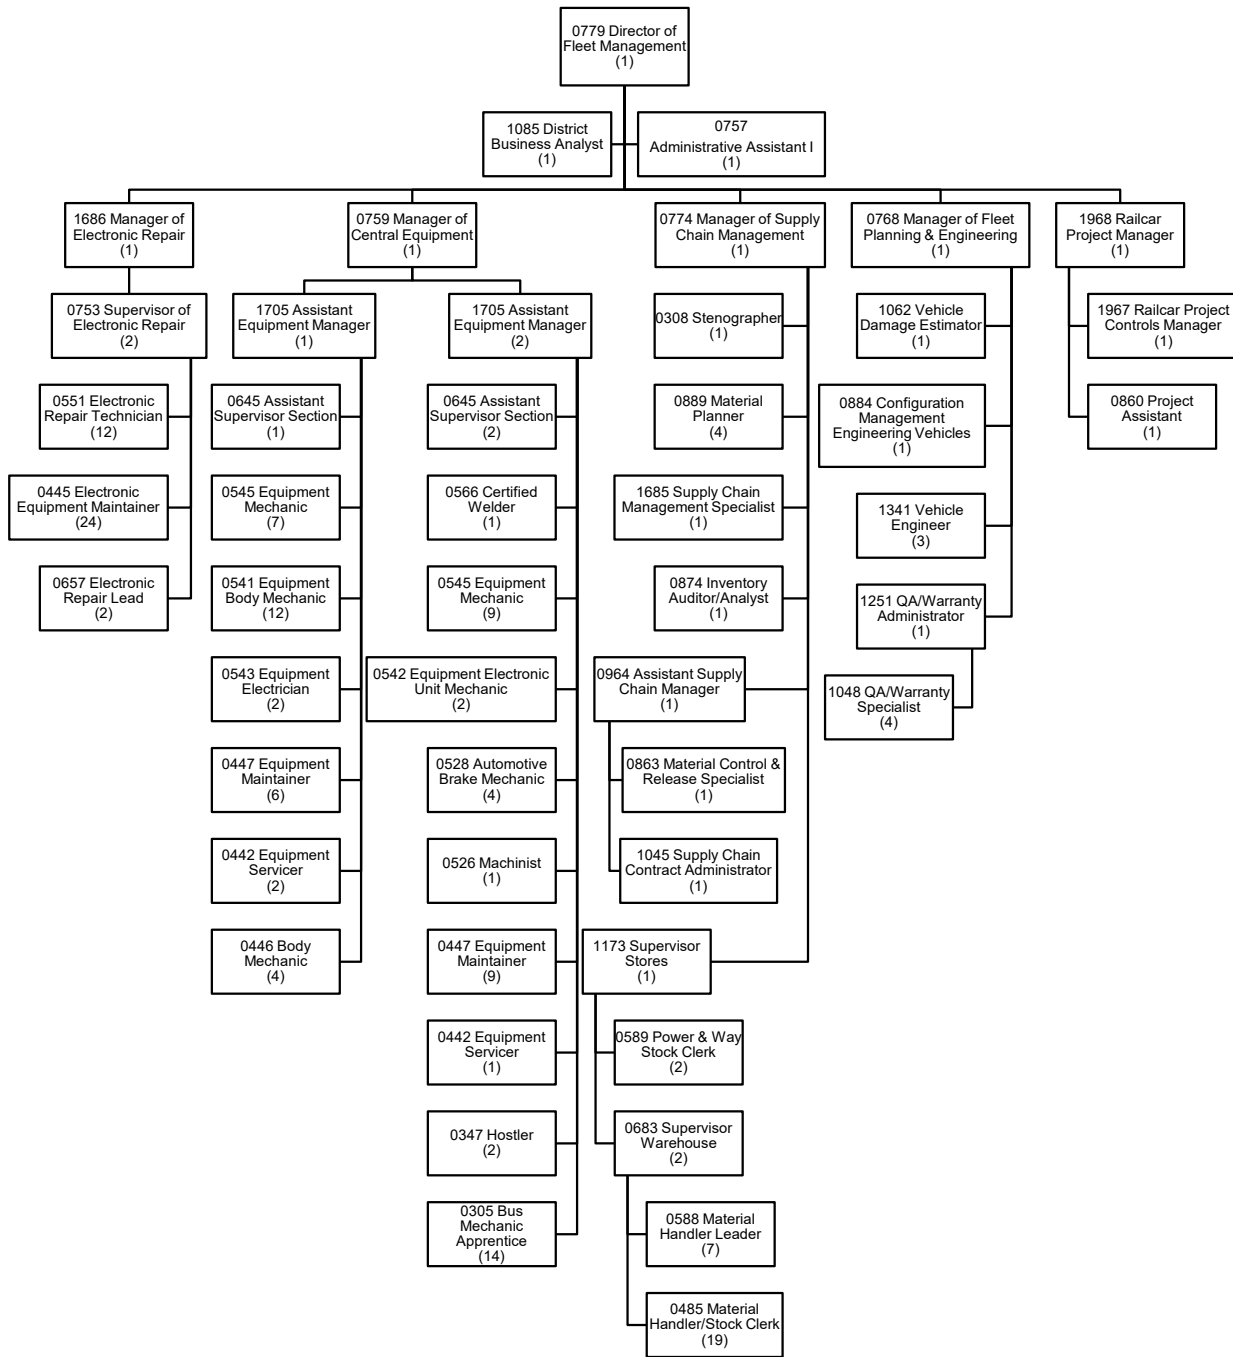 0779 Director of
Fleet Management
(1)
1085 District
Business Analyst
(1)
0757
Administrative Assistant I
(1)
1686 Manager of
Electronic Repair
(1)
0753 Supervisor of
Electronic Repair
(2)
0551 Electronic
Repair Technician
(12)
0445 Electronic
Equipment Maintainer
(24)
0657 Electronic
Repair Lead
(2)
0759 Manager of
Central Equipment
(1)
1705 Assistant
Equipment Manager
(1)
0645 Assistant
Supervisor Section
(1)
0545 Equipment
Mechanic
(7)
0541 Equipment
Body Mechanic
(12)
0543 Equipment
Electrician
(2)
0447 Equipment
Maintainer
(6)
0442 Equipment
Servicer
(2)
0446 Body
Mechanic
(4)
1705 Assistant
Equipment Manager
(2)
0645 Assistant
Supervisor Section
(2)
0566 Certified
Welder
(1)
0545 Equipment
Mechanic
(9)
0542 Equipment Electronic
Unit Mechanic
(2)
0528 Automotive
Brake Mechanic
(4)
0526 Machinist
(1)
0447 Equipment
Maintainer
(9)
0442 Equipment
Servicer
(1)
0347 Hostler
(2)
0305 Bus
Mechanic
Apprentice
(14)
0774 Manager of Supply
Chain Management
(1)
0308 Stenographer
(1)
0889 Material
Planner
(4)
1685 Supply Chain
Management Specialist
(1)
0874 Inventory
Auditor/Analyst
(1)
0964 Assistant Supply
Chain Manager
(1)
0863 Material Control &
Release Specialist
(1)
1045 Supply Chain
Contract Administrator
(1)
1173 Supervisor
Stores
(1)
0589 Power & Way
Stock Clerk
(2)
0683 Supervisor
Warehouse
(2)
0588 Material
Handler Leader
(7)
0485 Material
Handler/Stock Clerk
(19)
0768 Manager of Fleet
Planning & Engineering
(1)
1062 Vehicle
Damage Estimator
(1)
0884 Configuration
Management
Engineering Vehicles
(1)
1341 Vehicle
Engineer
(3)
1251 QA/Warranty
Administrator
(1)
1048 QA/Warranty
Specialist
(4)
1968 Railcar
Project Manager
(1)
1967 Railcar Project
Controls Manager
(1)
0860 Project
Assistant
(1)